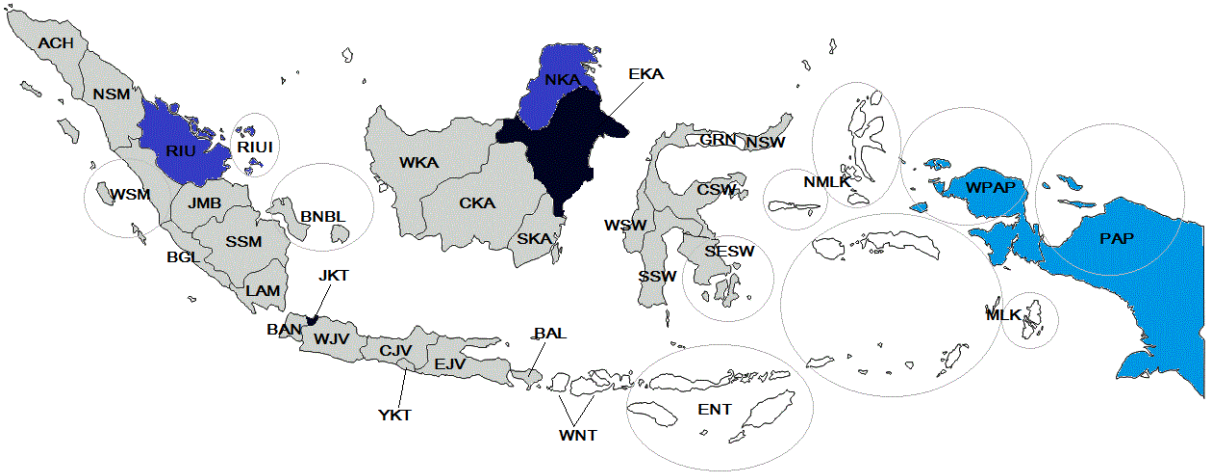 ACH
NSM
RIU
RIUI
WSM
JMB
BNBL
SSM
BGL
LAM
JKT
BAN
WJV
CJV
EJV
YKT
BAL
WNT
ENT
NKA
EKA
WKA
CKA
SKA
GRN
NSW
CSW
WSW
SESW
SSW
NMLK
MLK
WPAP
PAP